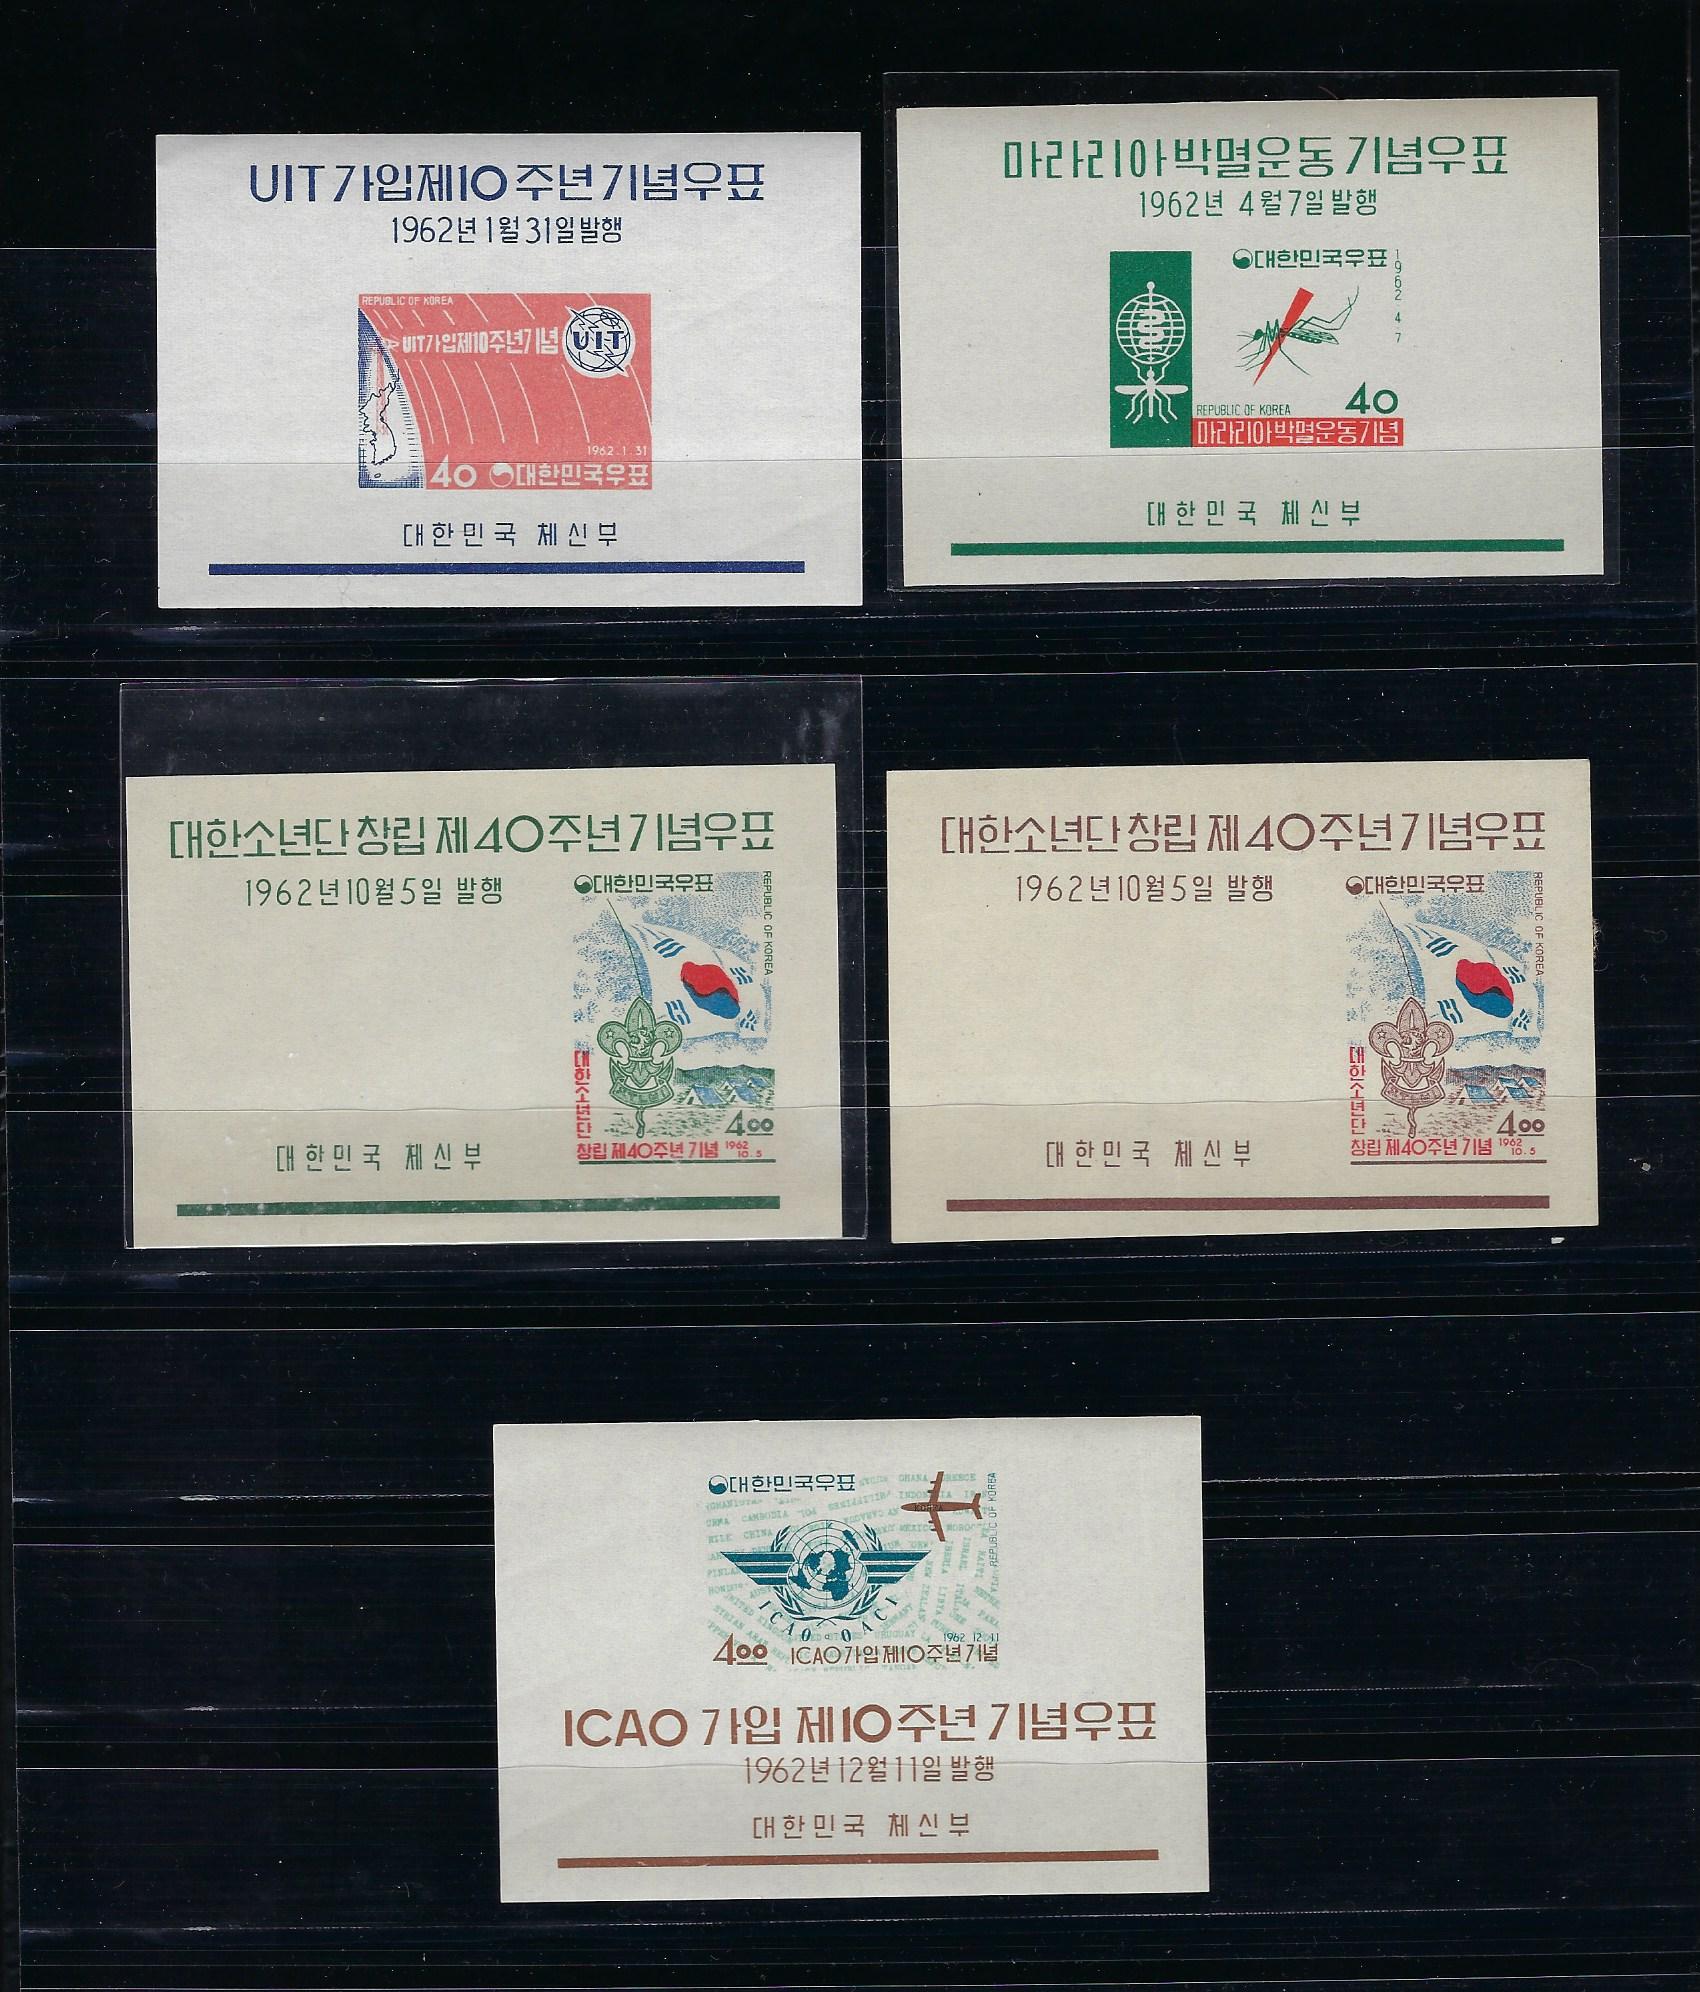 UIT 가입제10주년기념우표
1962년 1월 31일발행
REPUBLIC OF KOREA
UIT가입제10주년기념
UIT
1962.1.31
40 대한민국우표
대한민국 체신부
마라리아박멸운동기념우표
1962년 4월7일발행
대한민국우표
1962.4.7
REPUBLIC OF KOREA
40
마라리아박멸운동기념
대한민국 체신부
대한소년단창립제40주년기념우표
1962년10월5일 발행
대한민국우표
REPUBLIC OF KOREA
대한소년단
4.00
창립제40주년기념 1962
10.5
대한민국 체신부
대한소년단창립제40주년기념우표
1962년10월5일 발행
대한민국우표
REPUBLIC OF KOREA
대한소년단
4.00
창립제40주년기념 1962
10.5
대한민국 체신부
대한민국우표
KOREA
REPUBLIC OF KOREA
ICAO OACI
1962 12 11
4.00 ICAO가입제10주년기념
ICAO 가입 제10주년 기념우표
1962년12월11일 발행
대한민국 체신부